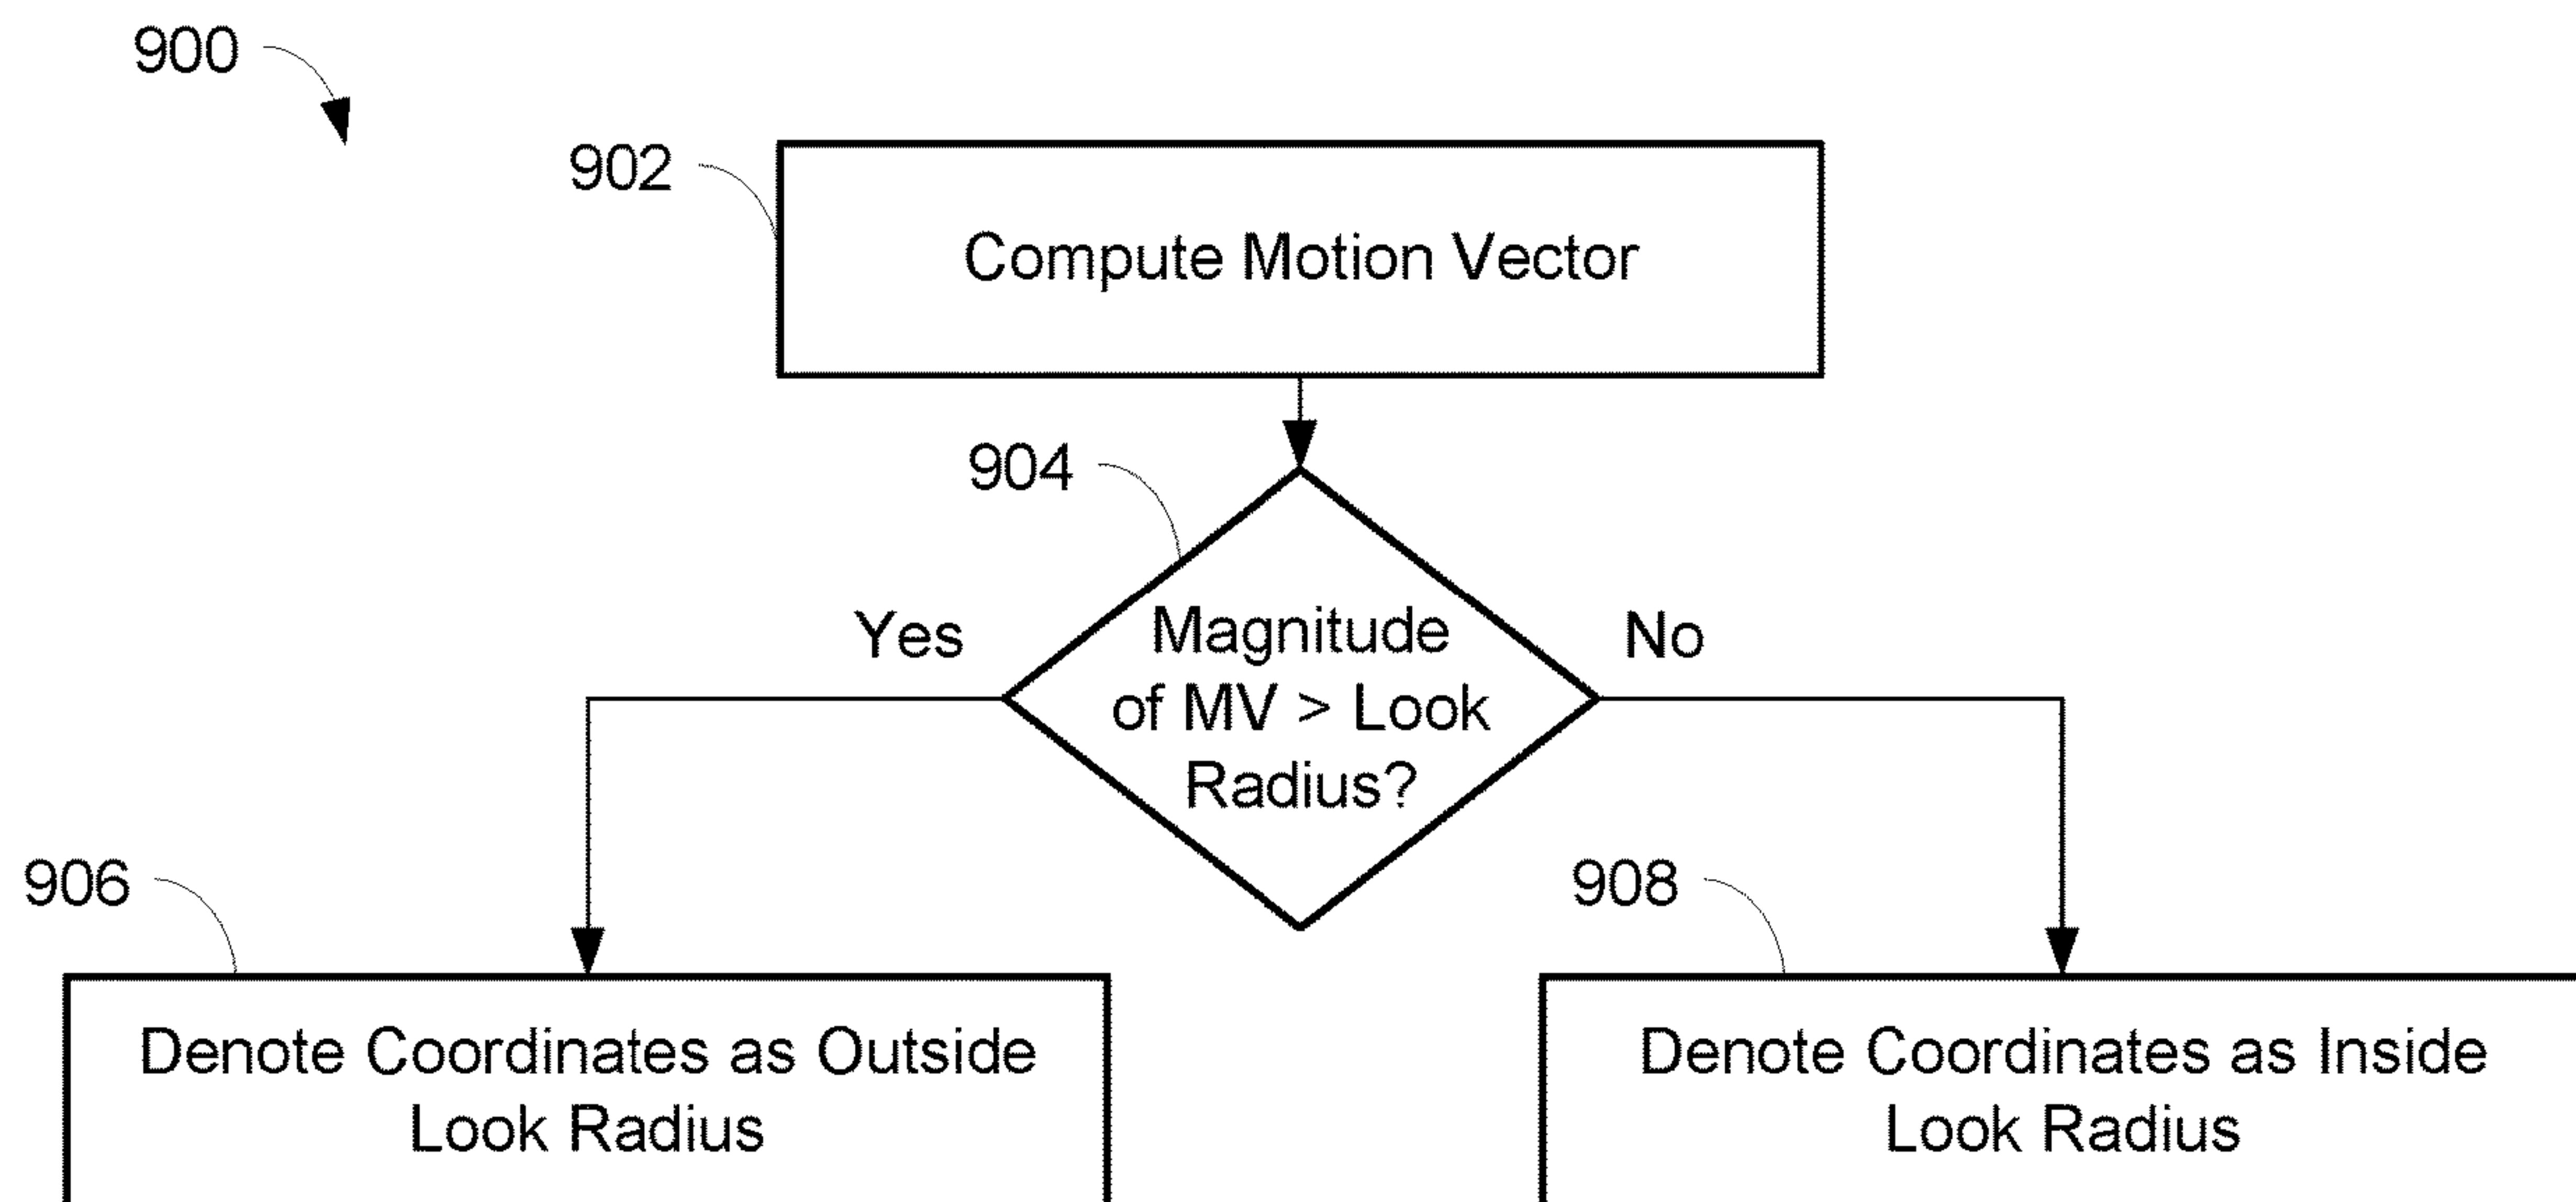 900
902
Compute Motion Vector
904
Yes
Magnitude
of MV > Look
Radius?
No
906
Denote Coordinates as Outside
Look Radius
908
Denote Coordinates as Inside
Look Radius